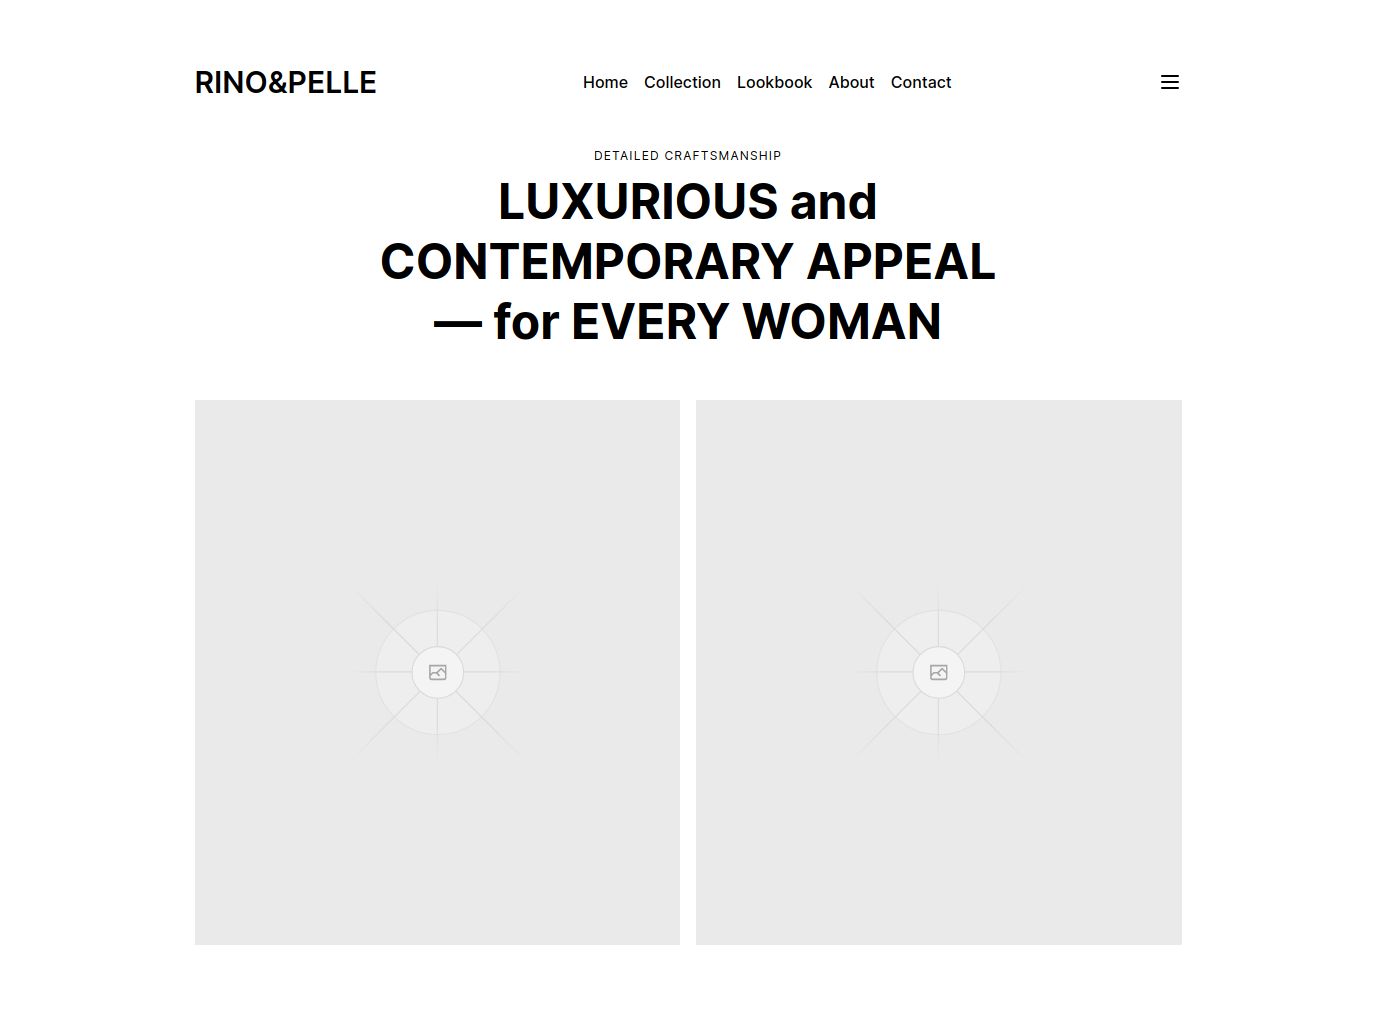 RINO&PELLE
Home Collection Lookbook About Contact
DETAILED CRAFTSMANSHIP
LUXURIOUS and
CONTEMPORARY APPEAL
— for EVERY WOMAN